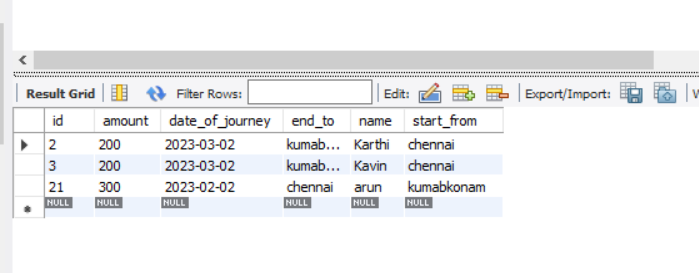 Result Grid Filter Rows: Edit: Export/Import:
id amount date_of_journey end_to name start_from
2 200 2023-03-02 kumab... Karthi chennai
3 200 2023-03-02 kumab... Kavin chennai
21 300 2023-02-02 chennai arun kumabkonam
NULL NULL NULL NULL NULL NULL